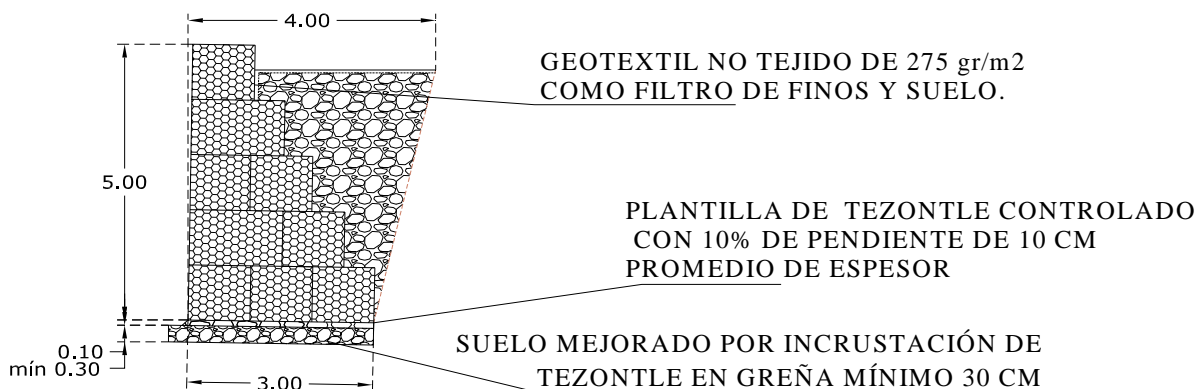 4.00
GEOTEXTIL NO TEJIDO DE 275 gr/m2
COMO FILTRO DE FINOS Y SUELO.
5.00
PLANTILLA DE TEZONTLE CONTROLADO
CON 10% DE PENDIENTE DE 10 CM
PROMEDIO DE ESPESOR
SUELO MEJORADO POR INCRUSTACIÓN DE
TEZONTLE EN GREÑA MÍNIMO 30 CM
0.10
mín 0.30
3.00